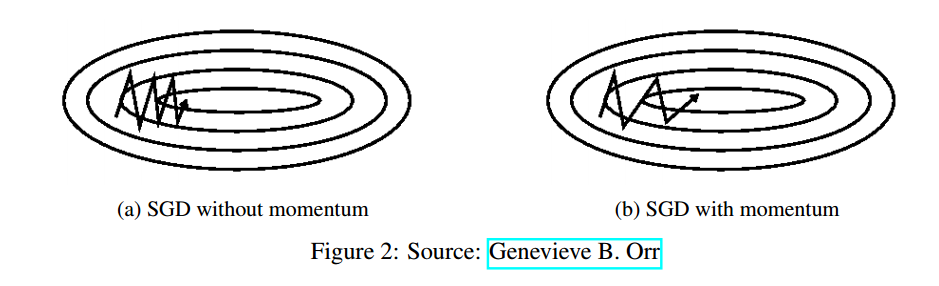 (a) SGD without momentum
(b) SGD with momentum
Figure 2: Source: Genevieve B. Orr